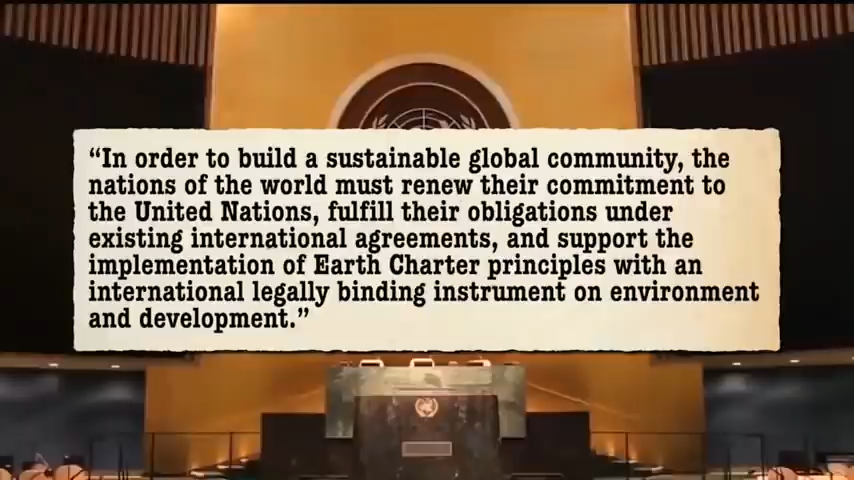 “In order to build a sustainable global community, the
nations of the world must renew their commitment to
the United Nations, fulfill their obligations under
existing international agreements, and support the
implementation of Earth Charter principles with an
international legally binding instrument on environment
and development.”